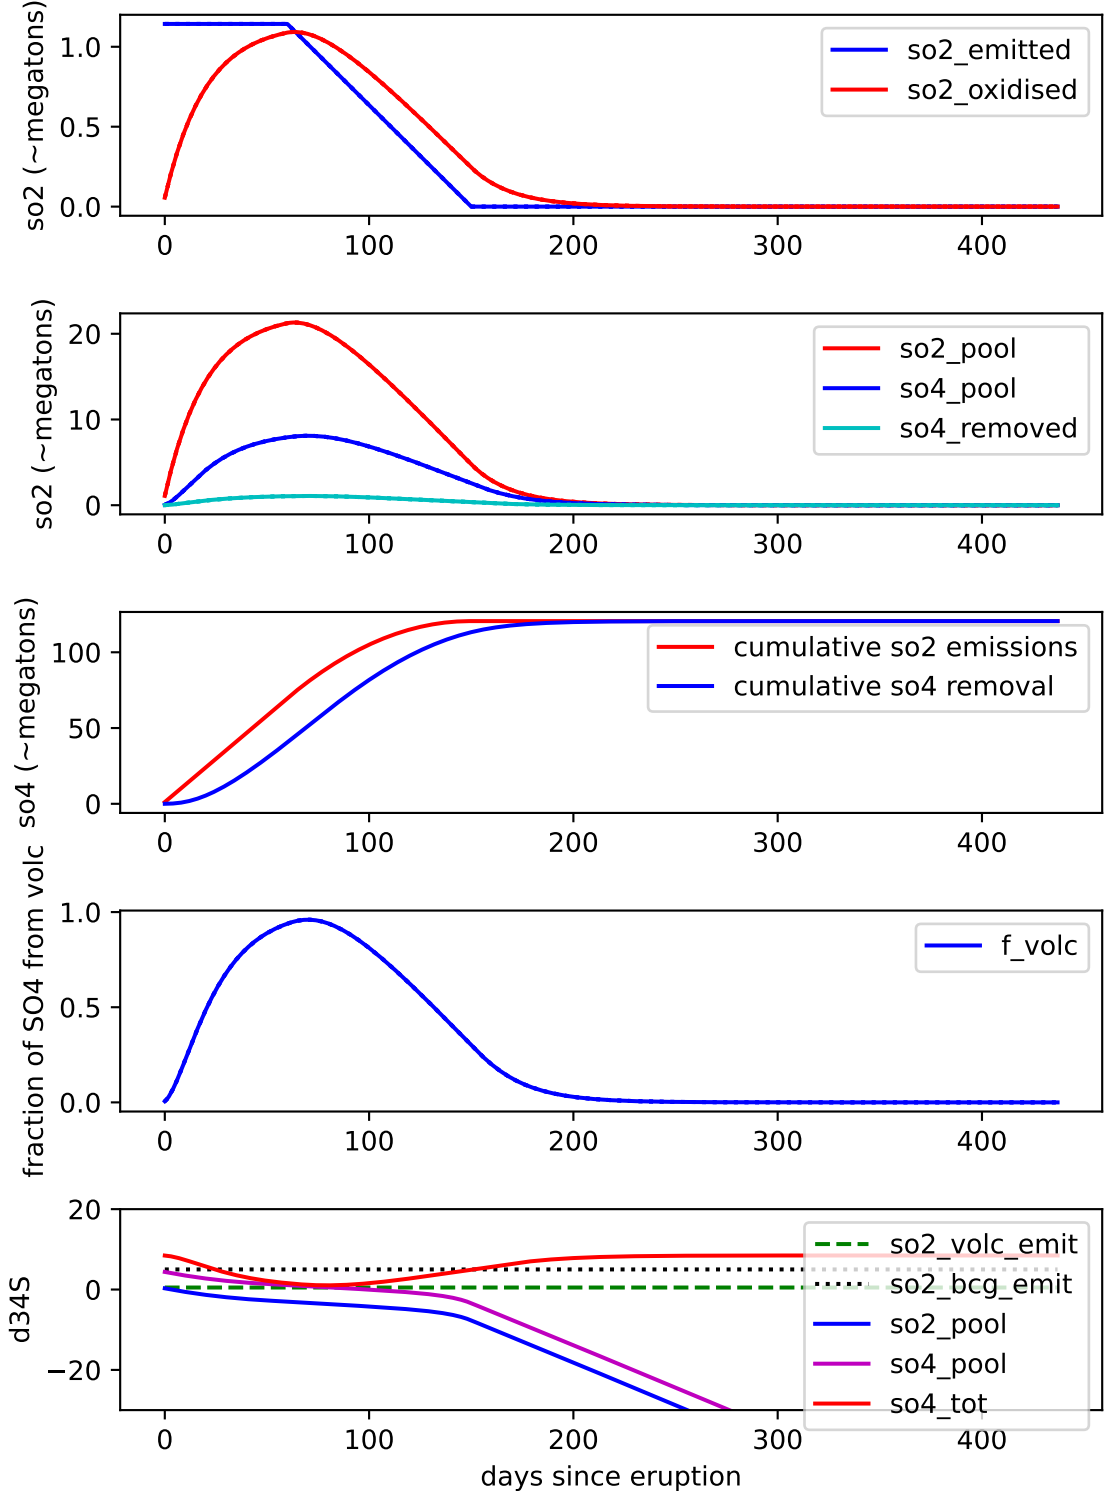 so2 (~megatons)
1.0
0.5
0.0
so2_emitted
so2_oxidised
0 100 200 300 400
so2 (~megatons)
20
10
0
so2_pool
so4_pool
so4_removed
0 100 200 300 400
so4 (~megatons)
100
50
0
cumulative so2 emissions
cumulative so4 removal
0 100 200 300 400
fraction of SO4 from volc
1.0
0.5
0.0
f_volc
0 100 200 300 400
d34S
20
0
−20
so2_volc_emit
so2_bcg_emit
so2_pool
so4_pool
so4_tot
0 100 200 300 400
days since eruption